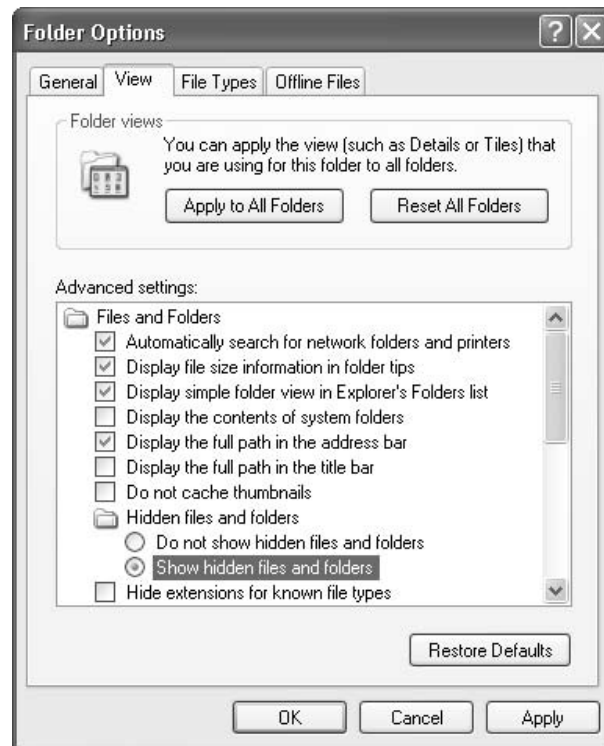 Folder Options
General View File Types Offline Files
Folder views
You can apply the view (such as Details or Tiles) that
you are using for this folder to all folders.
Apply to All Folders Reset All Folders
Advanced settings:
Files and Folders
Automatically search for network folders and printers
Display file size information in folder tips
Display simple folder view in Explorer's Folders list
Display the contents of system folders
Display the full path in the address bar
Display the full path in the title bar
Do not cache thumbnails
Hidden files and folders
Do not show hidden files and folders
Show hidden files and folders
Hide extensions for known file types
Restore Defaults
OK Cancel Apply